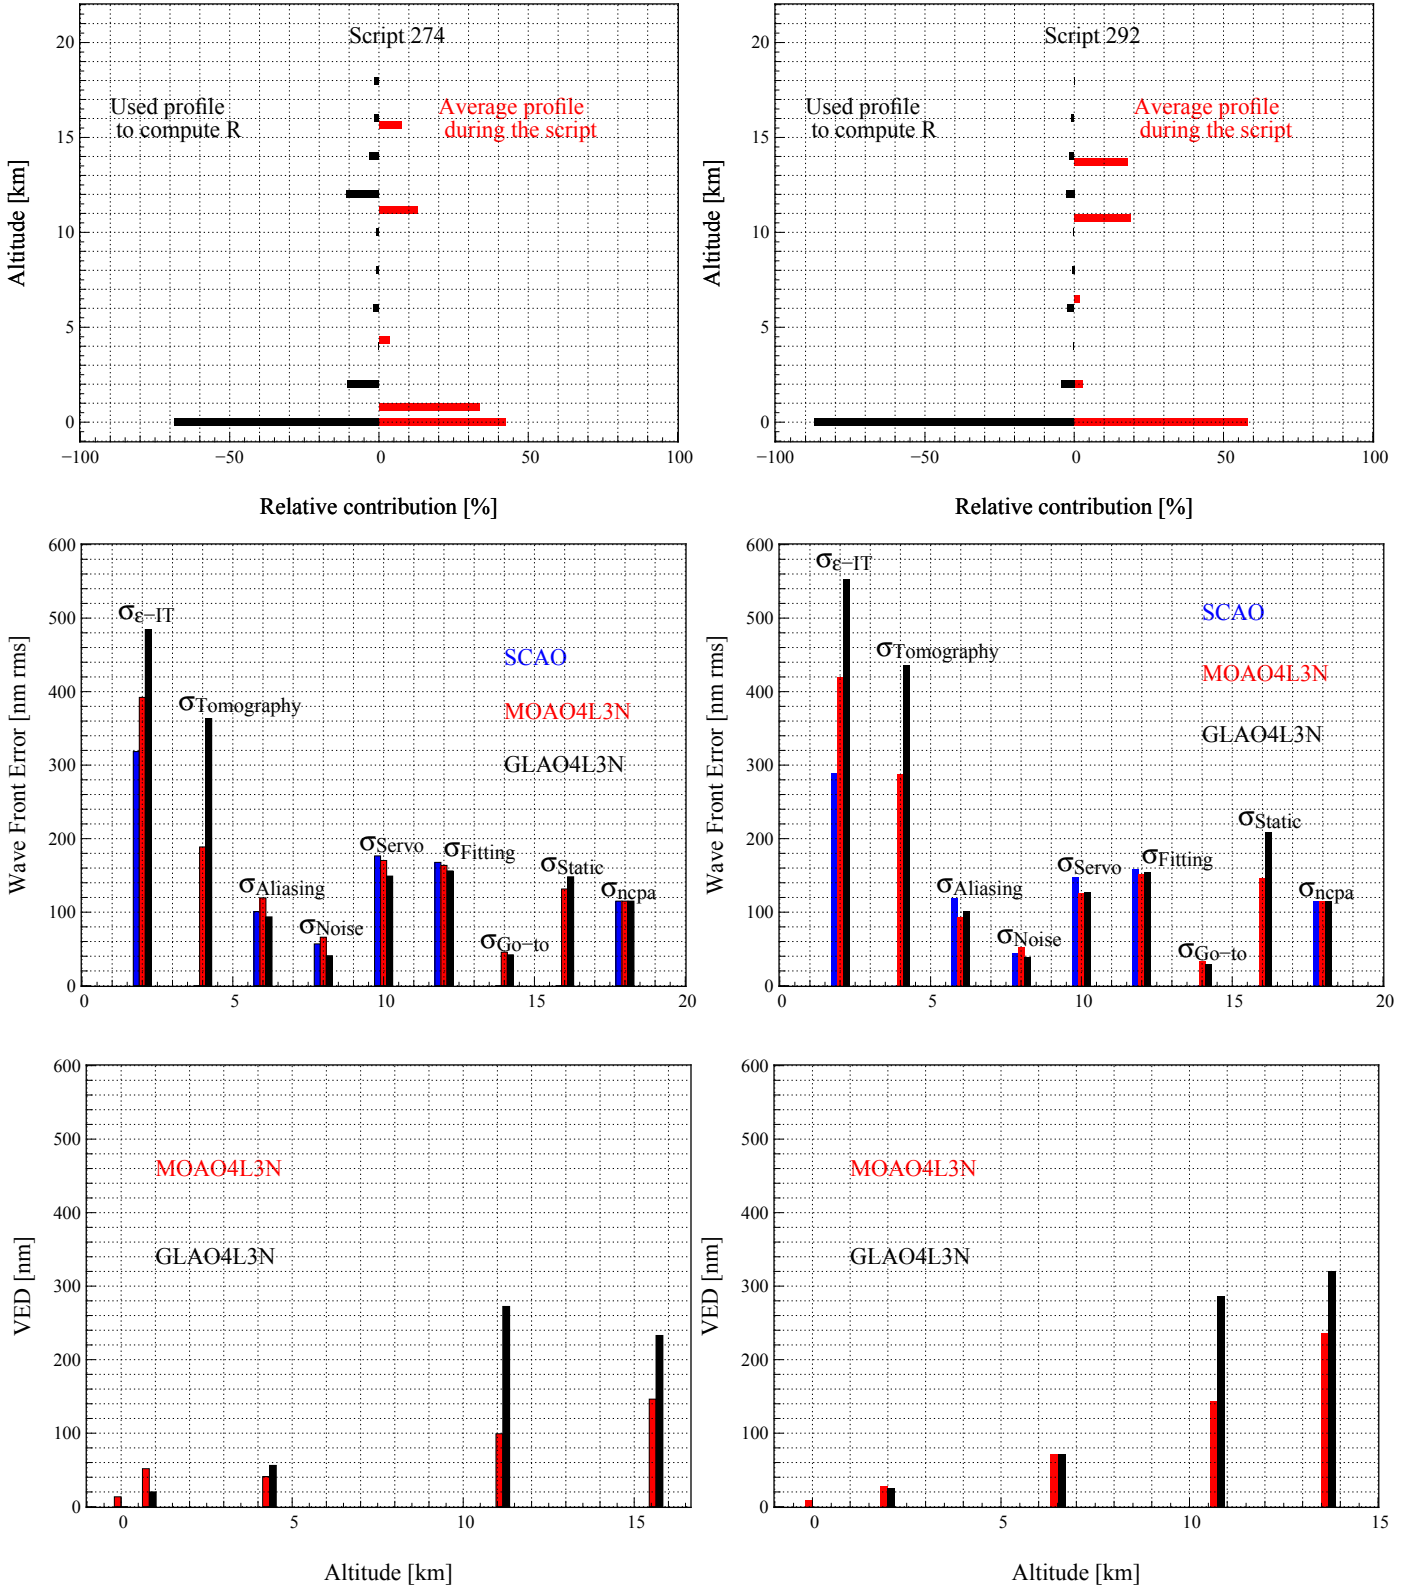 Script 274
Used profile
to compute R
Average profile
during the script
Altitude [km]
20
15
10
5
0
−100
−50
0
50
100
Relative contribution [%]
Script 292
Used profile
to compute R
Average profile
during the script
Altitude [km]
20
15
10
5
0
−100
−50
0
50
100
Relative contribution [%]
Wave Front Error [nm rms]
600
500
400
300
200
100
0
σε−IT
σTomography
σAliasing
σNoise
σServo
σFitting
σGo−to
σStatic
σncpa
SCAO
MOAO4L3N
GLAO4L3N
0
5
10
15
20
Wave Front Error [nm rms]
600
500
400
300
200
100
0
σε−IT
σTomography
σAliasing
σNoise
σServo
σFitting
σGo−to
σStatic
σncpa
SCAO
MOAO4L3N
GLAO4L3N
0
5
10
15
20
VED [nm]
600
500
400
300
200
100
0
MOAO4L3N
GLAO4L3N
0
5
10
15
Altitude [km]
VED [nm]
600
500
400
300
200
100
0
MOAO4L3N
GLAO4L3N
0
5
10
15
Altitude [km]